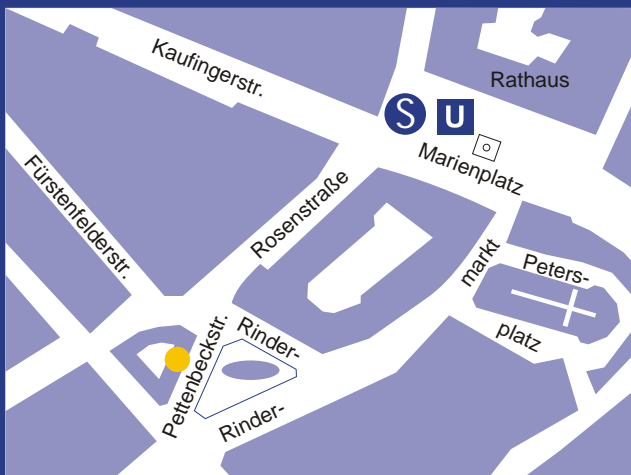 Kaufingerstr.
Rathaus
S U
Marienplatz
Fürstenfelderstr.
Rosenstraße
markt
Peters-
platz
Rinder-
Pettenbeckstr.
Rinder-